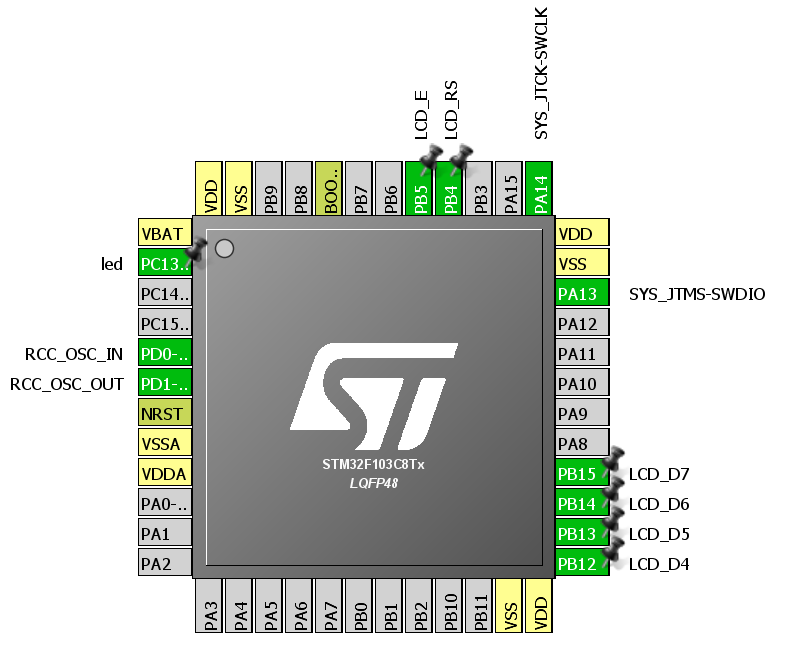 LCD_E
LCD_RS
SYS_JTCK-SWCLK
VDD
VSS
PB9
PB8
BOO..
PB7
PB6
PB5
PB4
PB3
PA15
PA14
VBAT
led
PC13..
PC14..
PC15..
RCC_OSC_IN
PD0-..
RCC_OSC_OUT
PD1-..
NRST
VSSA
VDDA
PA0-..
PA1
PA2
VDD
VSS
PA13
SYS_JTMS-SWDIO
PA12
PA11
PA10
PA9
PA8
PB15
LCD_D7
PB14
LCD_D6
PB13
LCD_D5
PB12
LCD_D4
ST
STM32F103C8Tx
LQFP48
PA3
PA4
PA5
PA6
PA7
PB0
PB1
PB2
PB10
PB11
VSS
VDD